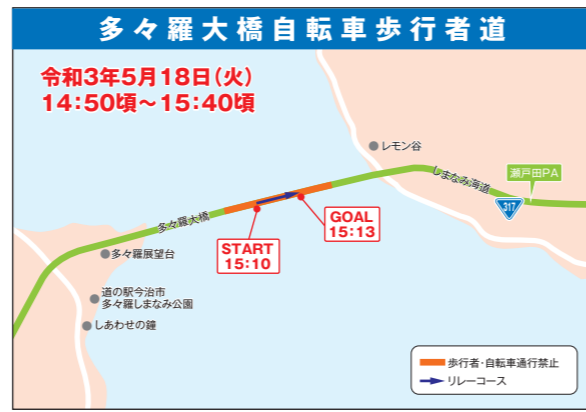 多々羅大橋自転車歩行者道
令和3年5月18日(火)
14:50頃～15:40頃
レモン谷
しまなみ海道
瀬戸田PA
317
多々羅大橋
GOAL
15:13
START
15:10
多々羅展望台
道の駅今治市
多々羅しまなみ公園
しあわせの鐘
歩行者・自転車通行禁止
リレーコース